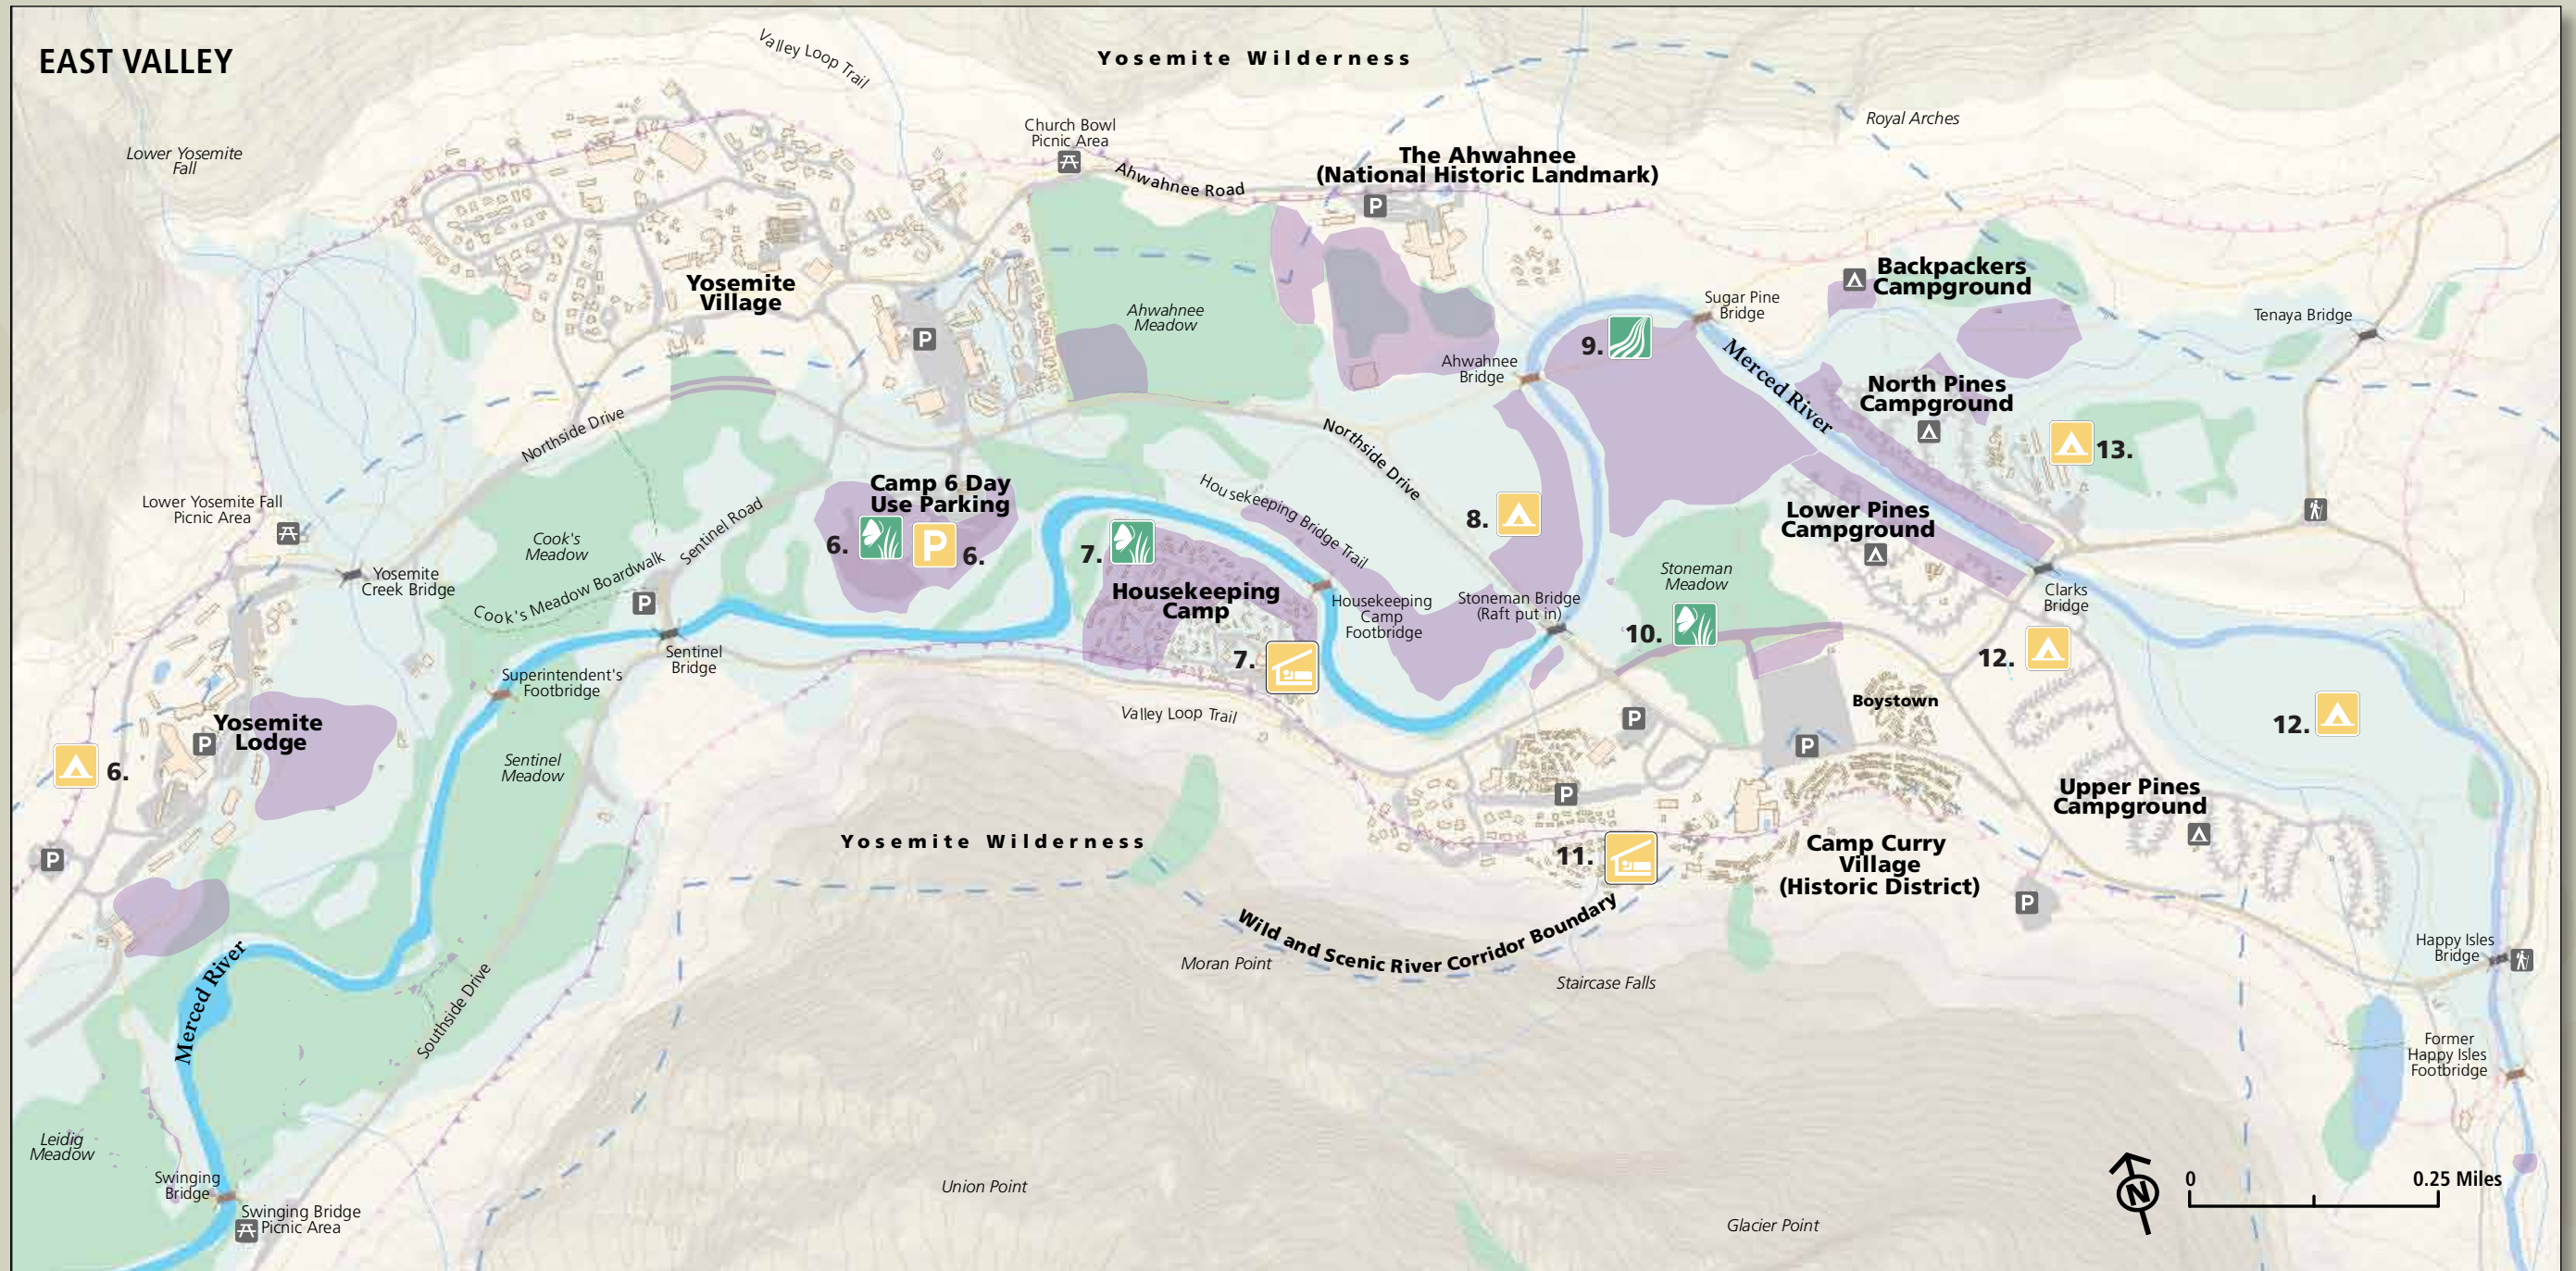 EAST VALLEY
Valley Loop Trail
Yosemite Wilderness
Lower Yosemite
Fall
Church Bowl
Picnic Area
Ahwahnee Road
The Ahwahnee
(National Historic Landmark)
P
Royal Arches
Yosemite
Village
P
Ahwahnee
Meadow
Backpackers
Campground
Sugar Pine
Bridge
Tenaya Bridge
9.
Ahwahnee
Bridge
Merced River
North Pines
Campground
13.
Northside Drive
Northside Drive
Lower Yosemite Fall
Picnic Area
Cook's
Meadow
Sentinel Road
Camp 6 Day
Use Parking
6.
P
6.
Housekeeping Bridge Trail
7.
8.
Lower Pines
Campground
Yosemite
Creek Bridge
Cook's Meadow Boardwalk
P
Housekeeping
Camp
Housekeeping
Camp
Footbridge
Stoneman Bridge
(Raft put in)
Stoneman
Meadow
10.
Clarks
Bridge
Sentinel
Bridge
7.
12.
Superintendent's
Footbridge
Valley Loop Trail
Boystown
12.
Yosemite
Lodge
P
P
P
6.
Sentinel
Meadow
P
Upper Pines
Campground
Yosemite Wilderness
11.
Camp Curry
Village
(Historic District)
P
P
Wild and Scenic River Corridor Boundary
Moran Point
Staircase Falls
Happy Isles
Bridge
Merced River
Southside Drive
Former
Happy Isles
Footbridge
Leidig
Meadow
Swinging
Bridge
Swinging Bridge
Picnic Area
Union Point
Glacier Point
N
0
0.25 Miles